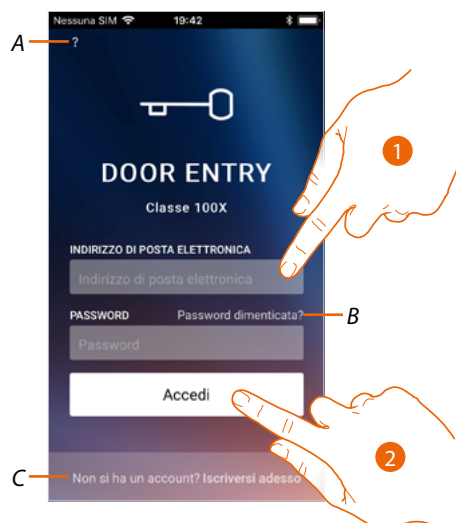 Nessuna SIM 19:42
A ?
DOOR ENTRY
Classe 100X
1
INDIRIZZO DI POSTA ELETTRONICA
Indirizzo di posta elettronica
PASSWORD Password dimenticata? B
Password
Accedi
2
C Non si ha un account? Iscriversi adesso